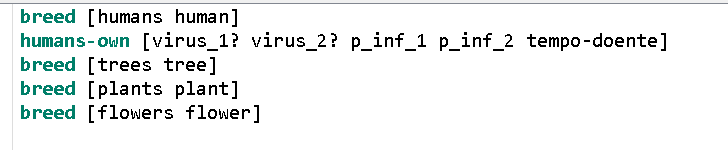 breed [humans human]
humans-own [virus_1? virus_2? p_inf_1 p_inf_2 tempo-doente]
breed [trees tree]
breed [plants plant]
breed [flowers flower]